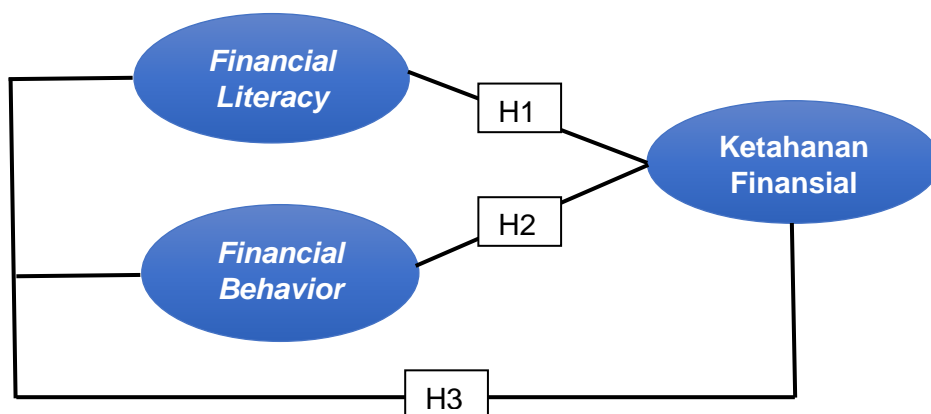 Financial
Literacy
H1
Ketahanan
Finansial
H2
Financial
Behavior
H3